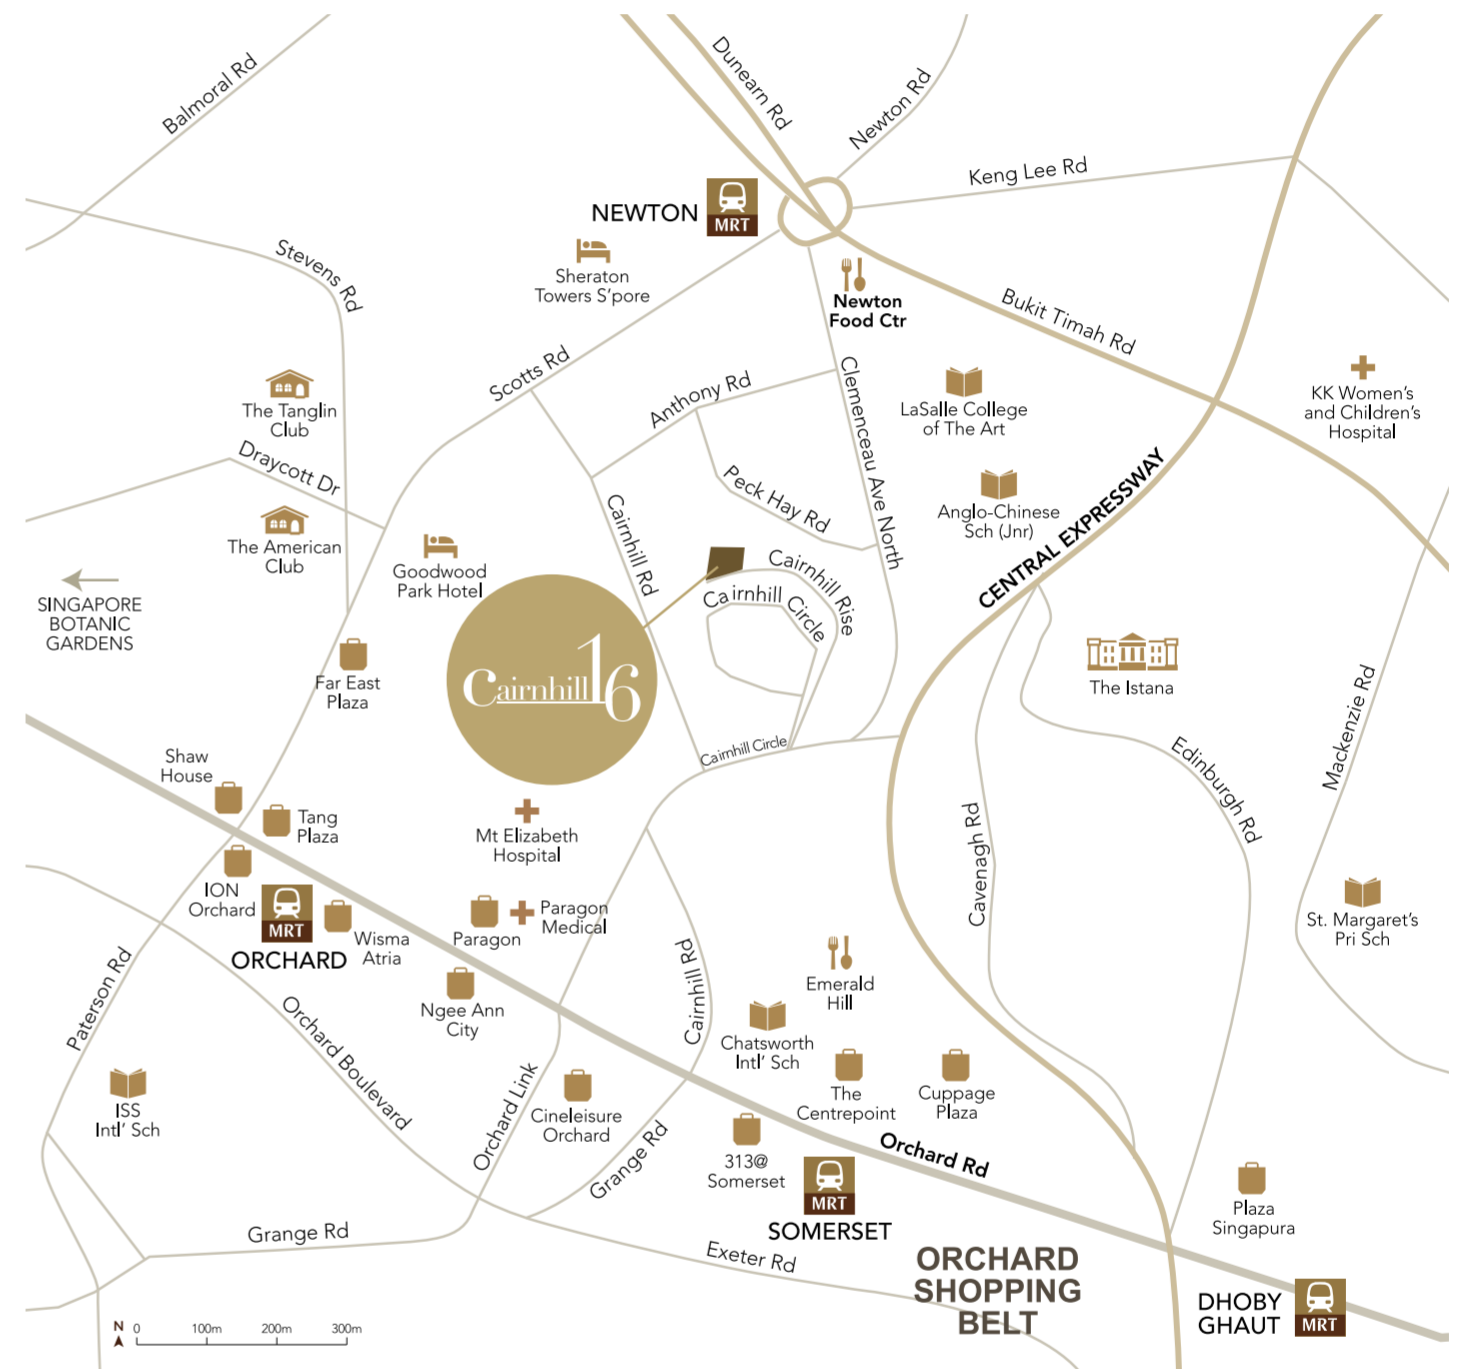 Balmoral Rd
Dunearn Rd
Newton Rd
Keng Lee Rd
NEWTON
MRT
Stevens Rd
Sheraton
Towers S'pore
Newton
Food Ctr
Bukit Timah Rd
Scotts Rd
Anthony Rd
Clemenceau Ave North
The Tanglin
Club
LaSalle College
of The Art
KK Women's
and Children's
Hospital
Draycott Dr
Peck Hay Rd
CENTRAL EXPRESSWAY
Anglo-Chinese
Sch (Jnr)
The American
Club
Cairnhill Rd
Goodwood
Park Hotel
Cairnhill Rise
Cairnhill Circle
SINGAPORE
BOTANIC
GARDENS
Cairnhill 16
The Istana
Far East
Plaza
Mackenzie Rd
Shaw
House
Cairnhill Circle
Edinburgh Rd
Tang
Plaza
Mt Elizabeth
Hospital
Cavenagh Rd
ION
Orchard
MRT
ORCHARD
Wisma
Atria
Paragon
Paragon
Medical
St. Margaret's
Pri Sch
Paterson Rd
Cairnhill Rd
Emerald
Hill
Ngee Ann
City
Orchard Boulevard
Chatsworth
Intl' Sch
ISS
Intl' Sch
Orchard Link
Cineleisure
Orchard
The
Centrepoint
Cuppage
Plaza
Grange Rd
313@
Somerset
Orchard Rd
MRT
SOMERSET
Plaza
Singapura
Grange Rd
Exeter Rd
ORCHARD
SHOPPING
BELT
DHOBY
GHAUT
MRT
N
0 100m 200m 300m